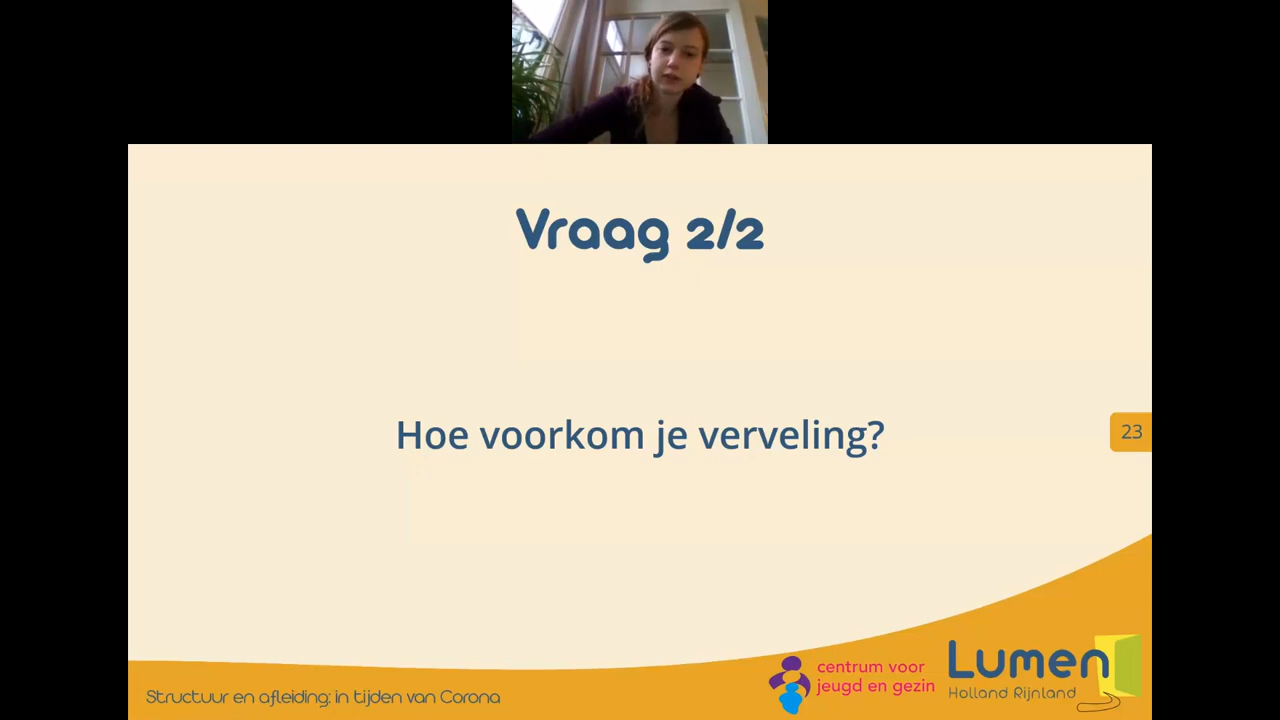 Vraag 2/2
Hoe voorkom je verveling?
23
Structuur en afleiding: in tijden van Corona
centrum voor
jeugd en gezin
Lumen
Holland Rijnland